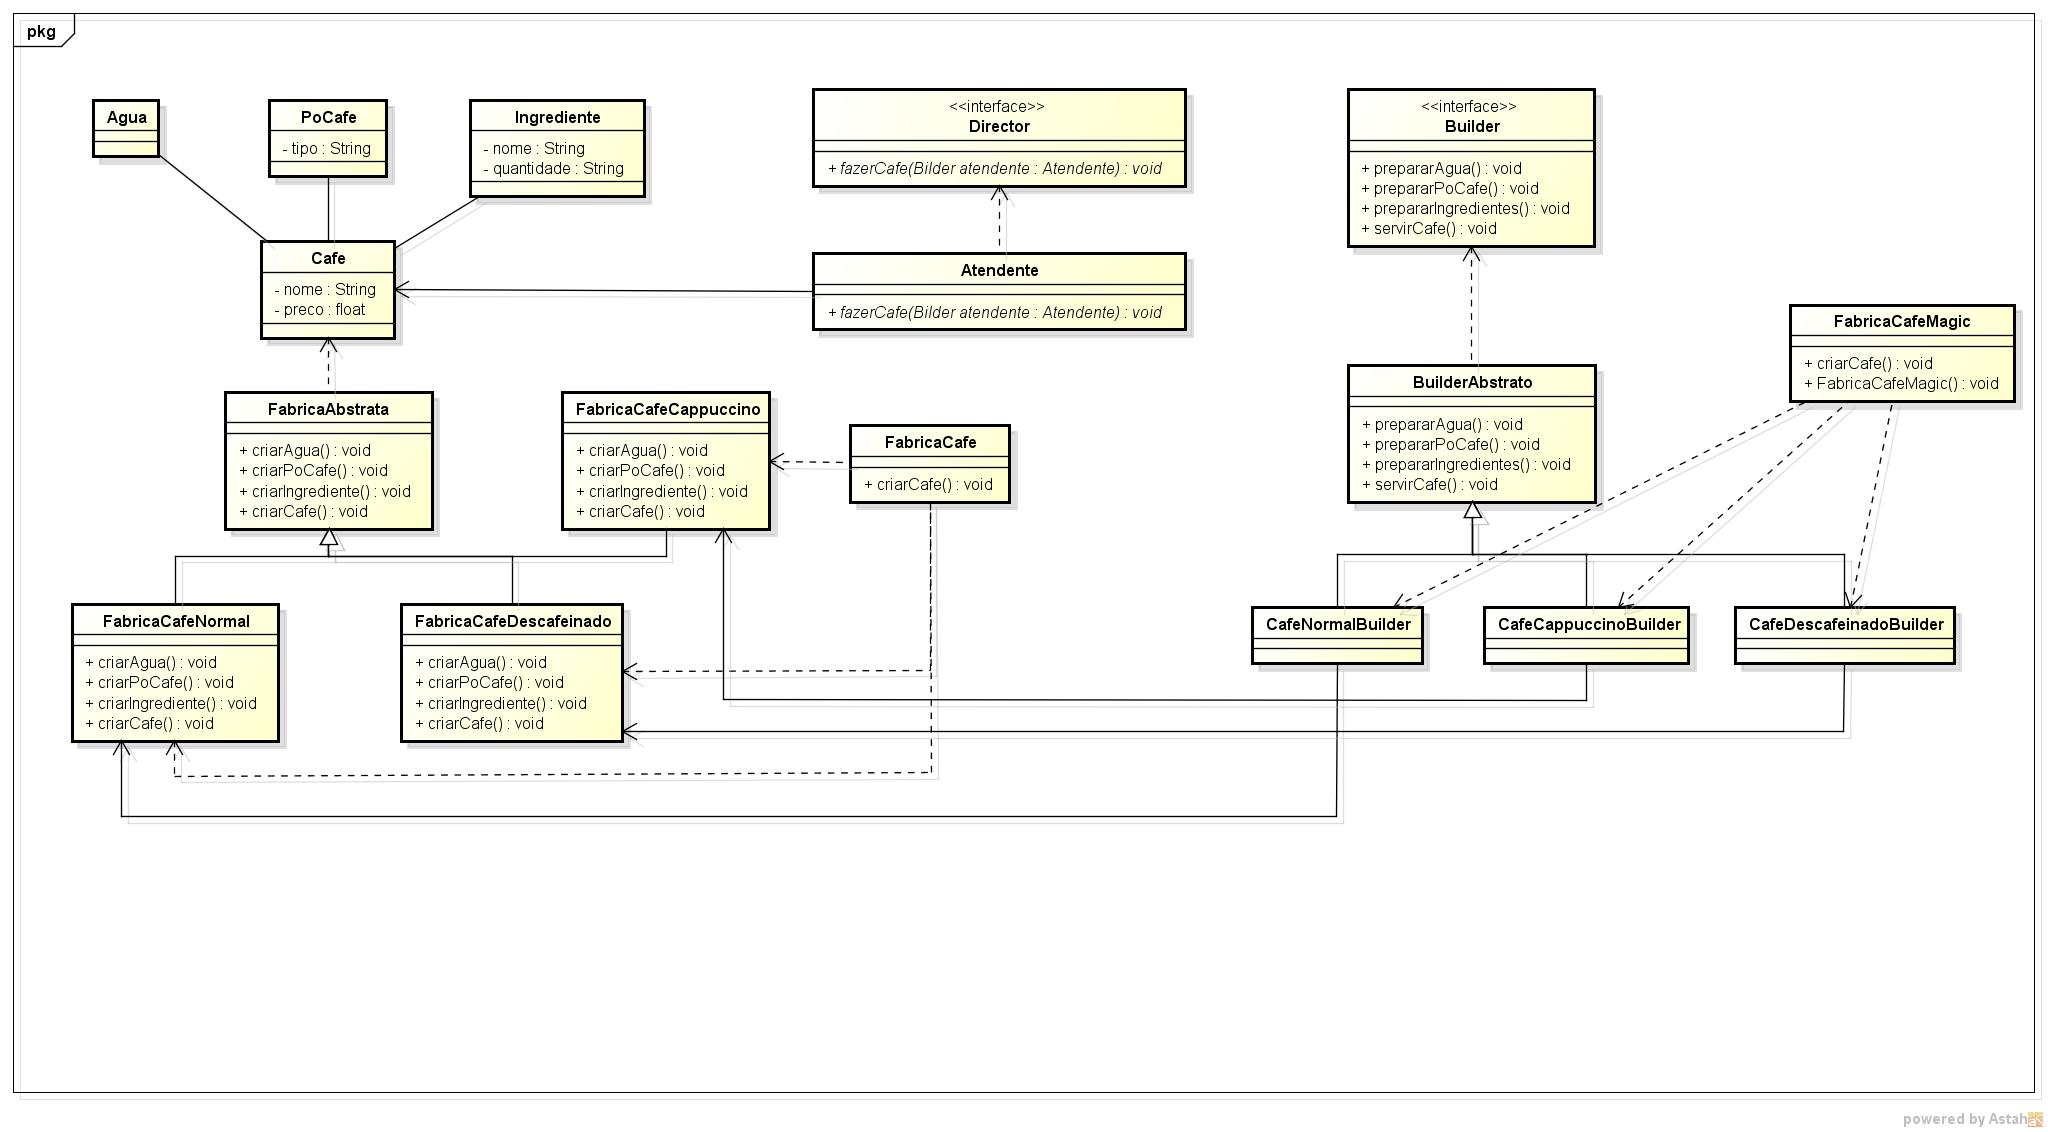 pkg
Agua
PoCafe
- tipo : String
Ingrediente
- nome : String
- quantidade : String
<<interface>>
Director
+ fazerCafe(Bilder atendente : Atendente) : void
<<interface>>
Builder
+ prepararAgua() : void
+ prepararPoCafe() : void
+ prepararIngredientes() : void
+ servirCafe() : void
Cafe
- nome : String
- preco : float
Atendente
+ fazerCafe(Bilder atendente : Atendente) : void
FabricaCafeMagic
+ criarCafe() : void
+ FabricaCafeMagic() : void
BuilderAbstrato
+ prepararAgua() : void
+ prepararPoCafe() : void
+ prepararIngredientes() : void
+ servirCafe() : void
FabricaAbstrata
+ criarAgua() : void
+ criarPoCafe() : void
+ criarIngrediente() : void
+ criarCafe() : void
FabricaCafeCappuccino
+ criarAgua() : void
+ criarPoCafe() : void
+ criarIngrediente() : void
+ criarCafe() : void
FabricaCafe
+ criarCafe() : void
FabricaCafeNormal
+ criarAgua() : void
+ criarPoCafe() : void
+ criarIngrediente() : void
+ criarCafe() : void
FabricaCafeDescafeinado
+ criarAgua() : void
+ criarPoCafe() : void
+ criarIngrediente() : void
+ criarCafe() : void
CafeNormalBuilder
CafeCappuccinoBuilder
CafeDescafeinadoBuilder
powered by Astah